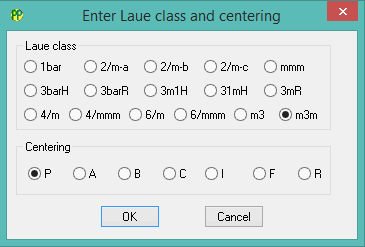 Enter Laue class and centering
Laue class
1bar 2/m-a 2/m-b 2/m-c mmm
3barH 3barR 3m1H 31mH 3mR
4/m 4/mmm 6/m 6/mmm m3 m3m
Centering
P A B C I F R
OK Cancel